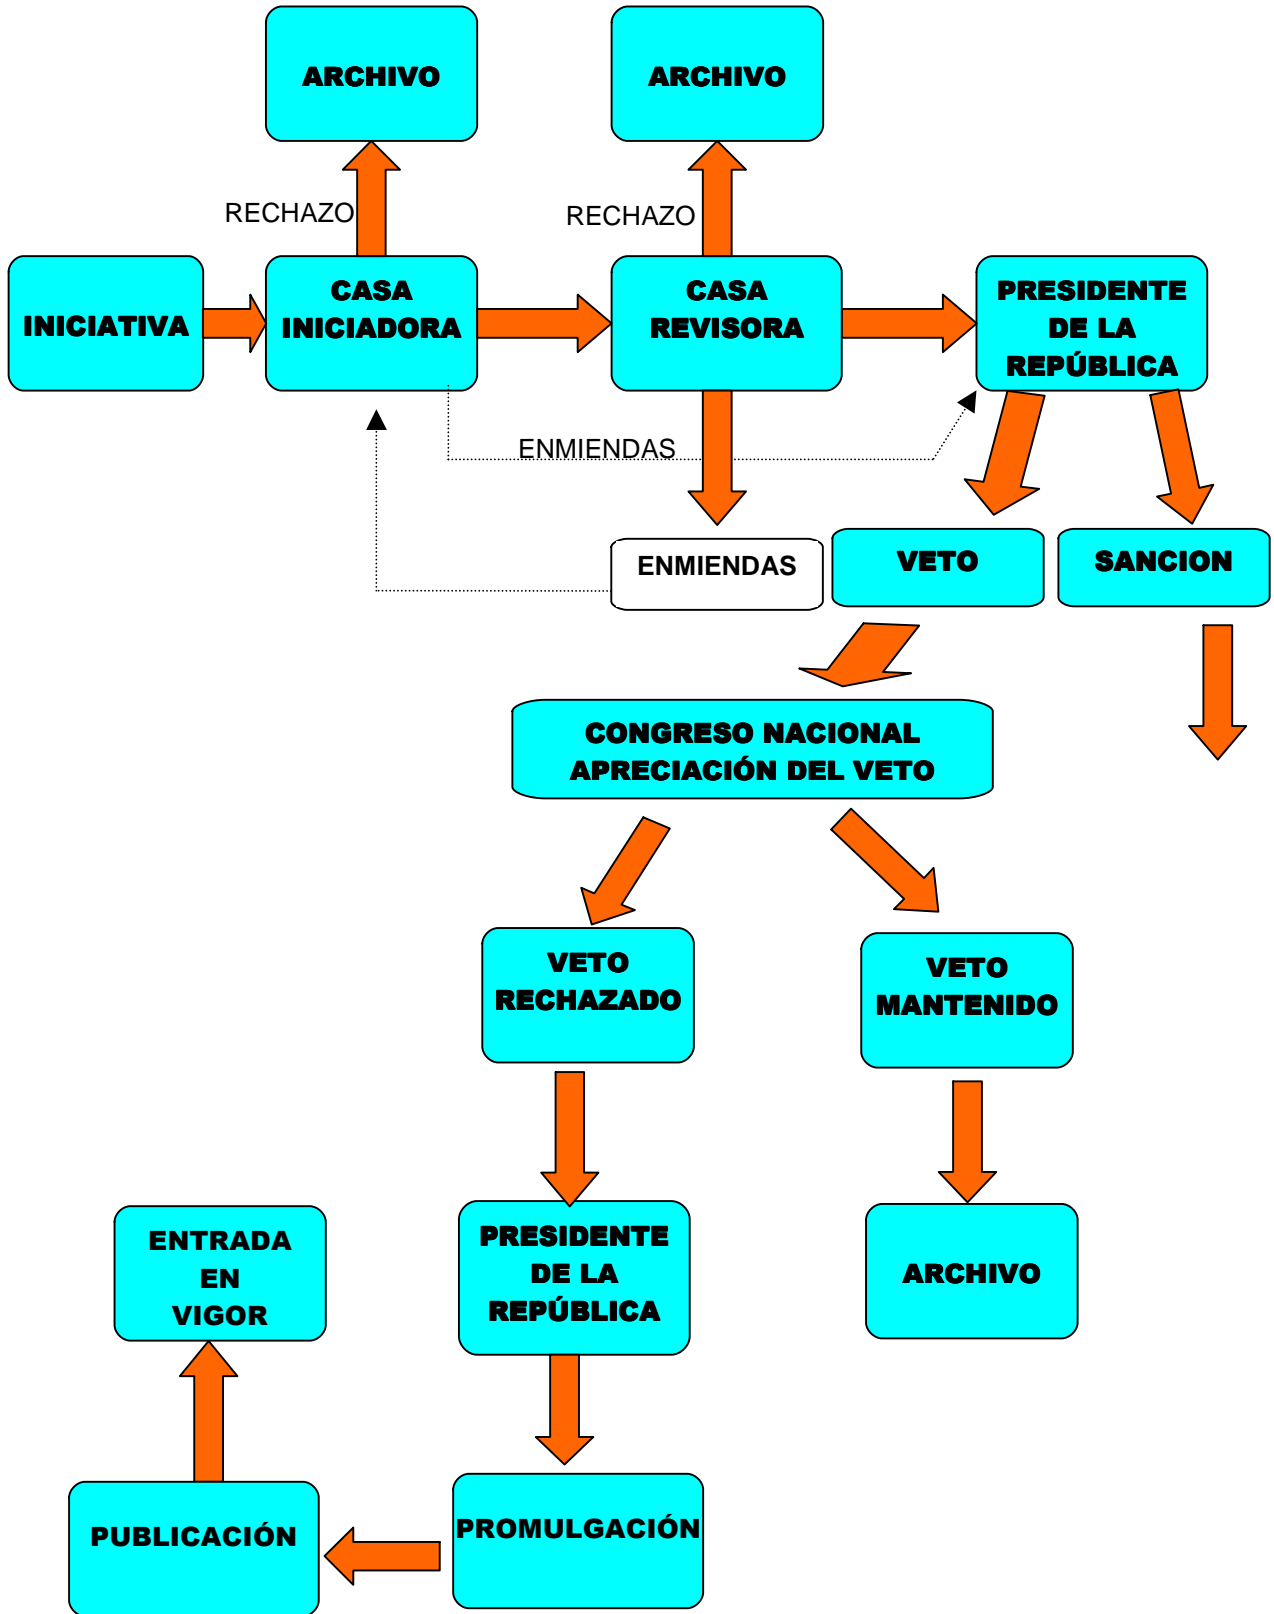 ARCHIVO
ARCHIVO
RECHAZO
RECHAZO
INICIATIVA
CASA
INICIADORA
CASA
REVISORA
PRESIDENTE
DE LA
REPÚBLICA
ENMIENDAS
ENMIENDAS
VETO
SANCION
CONGRESO NACIONAL
APRECIACIÓN DEL VETO
VETO
RECHAZADO
VETO
MANTENIDO
ENTRADA
EN
VIGOR
PRESIDENTE
DE LA
REPÚBLICA
ARCHIVO
PUBLICACIÓN
PROMULGACIÓN